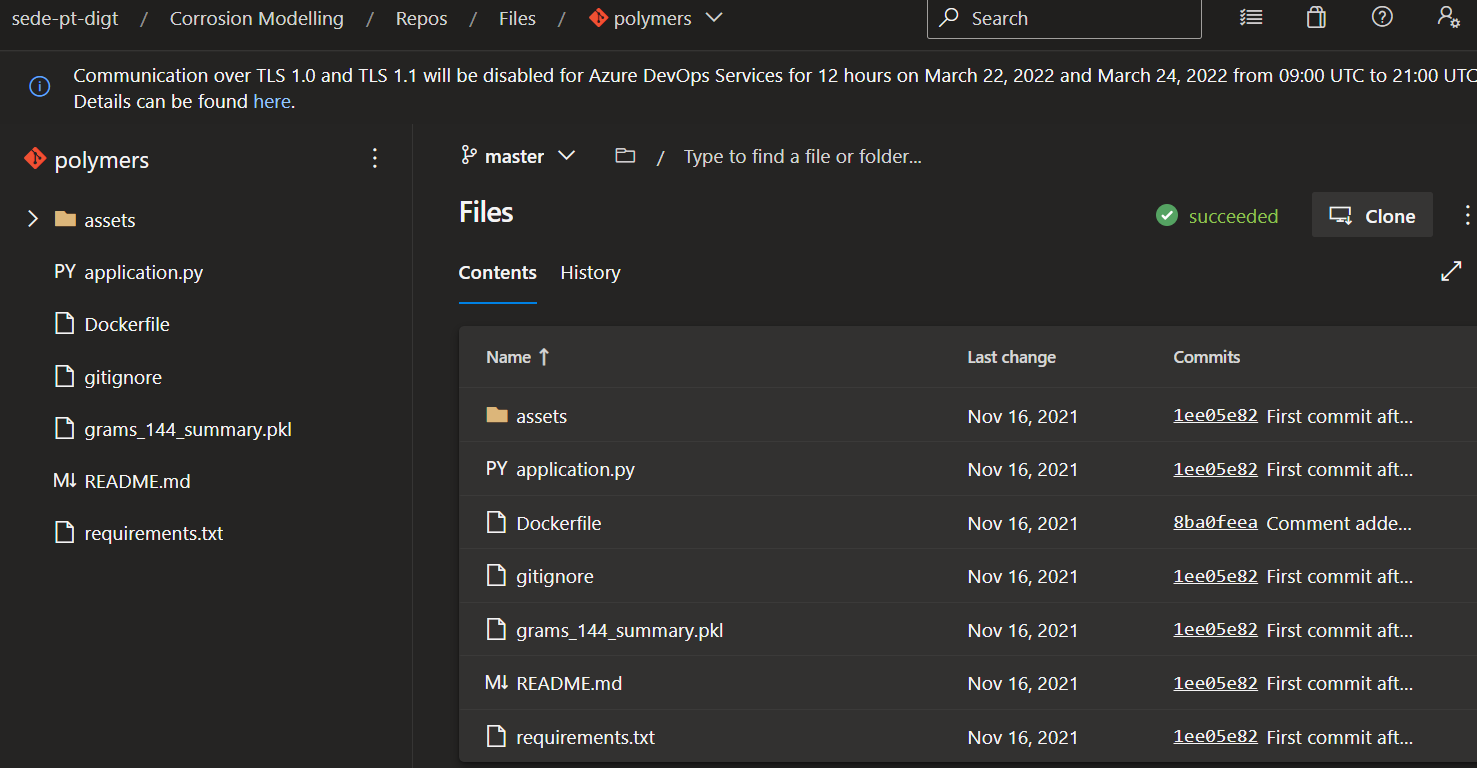 sede-pt-digt / Corrosion Modelling / Repos / Files / polymers Search
Communication over TLS 1.0 and TLS 1.1 will be disabled for Azure DevOps Services for 12 hours on March 22, 2022 and March 24, 2022 from 09:00 UTC to 21:00 UTC
Details can be found here.
polymers
assets
PY application.py
Dockerfile
gitignore
grams_144_summary.pkl
M↓ README.md
requirements.txt
master / Type to find a file or folder...
Files
succeeded Clone
Contents History
Name ↑ Last change Commits
assets Nov 16, 2021 1ee05e82 First commit aft...
PY application.py Nov 16, 2021 1ee05e82 First commit aft...
Dockerfile Nov 16, 2021 8ba0feea Comment adde...
gitignore Nov 16, 2021 1ee05e82 First commit aft...
grams_144_summary.pkl Nov 16, 2021 1ee05e82 First commit aft...
M↓ README.md Nov 16, 2021 1ee05e82 First commit aft...
requirements.txt Nov 16, 2021 1ee05e82 First commit aft...